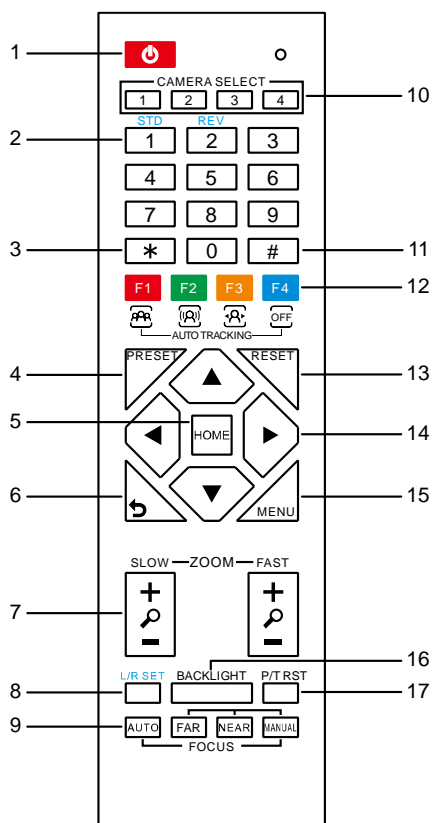 1
CAMERA SELECT
1 2 3 4
10
STD REV
2
1 2 3
4 5 6
7 8 9
3
* 0 #
11
F1 F2 F3 F4
12
OFF
AUTO TRACKING
PRESET RESET
4
13
5
HOME
14
6
MENU
15
SLOW ZOOM FAST
+ +
7
− −
16
L/R SET BACKLIGHT P/T RST
8
17
9
AUTO FAR NEAR MANUAL
FOCUS